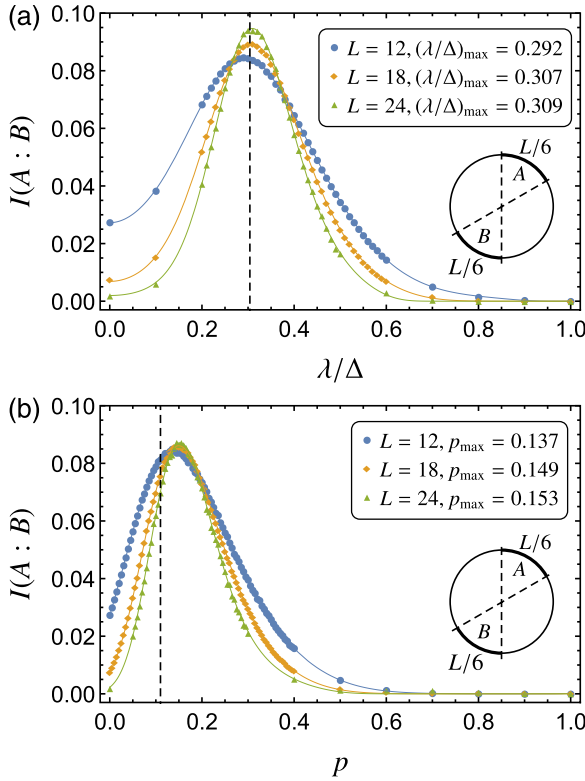 (a)
0.10
0.08
0.06
0.04
0.02
0.00
I(A : B)
L = 12, (λ/Δ)max = 0.292
L = 18, (λ/Δ)max = 0.307
L = 24, (λ/Δ)max = 0.309
L/6
A
B
L/6
0.0 0.2 0.4 0.6 0.8 1.0
λ/Δ
(b)
0.10
0.08
0.06
0.04
0.02
0.00
I(A : B)
L = 12, pmax = 0.137
L = 18, pmax = 0.149
L = 24, pmax = 0.153
L/6
A
B
L/6
0.0 0.2 0.4 0.6 0.8 1.0
p